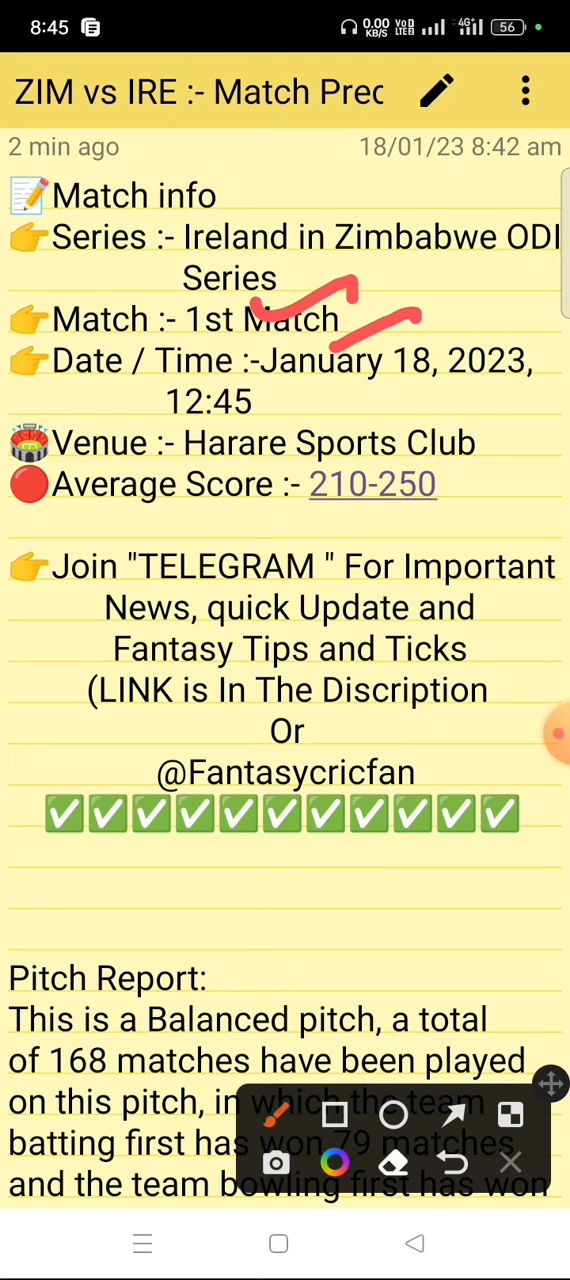 8:45
0.00 KB/S
VoD LTE2
4G+
56
ZIM vs IRE :- Match Prec
2 min ago 18/01/23 8:42 am
📝Match info
👉Series :- Ireland in Zimbabwe ODI
Series
👉Match :- 1st Match
👉Date / Time :-January 18, 2023,
12:45
🏟Venue :- Harare Sports Club
🔴Average Score :- 210-250
👉Join "TELEGRAM " For Important
News, quick Update and
Fantasy Tips and Ticks
(LINK is In The Discription
Or
@Fantasycricfan
✅✅✅✅✅✅✅✅✅✅✅
Pitch Report:
This is a Balanced pitch, a total
of 168 matches have been played
on this pitch, in which the team
batting first has won 79 matches
and the team bowling first has won